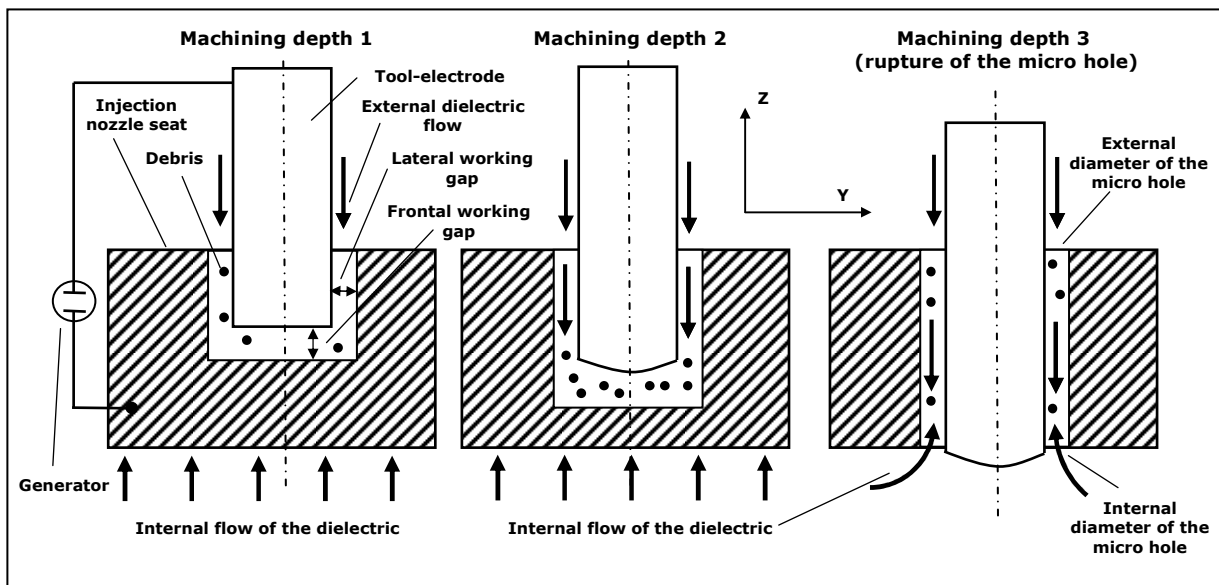 Machining depth 1
Machining depth 2
Machining depth 3
(rupture of the micro hole)
Tool-electrode
Injection
nozzle seat
External dielectric
flow
Debris
Lateral working
gap
Frontal working
gap
Z
Y
External
diameter of the
micro hole
Generator
Internal flow of the dielectric
Internal flow of the dielectric
Internal
diameter of the
micro hole